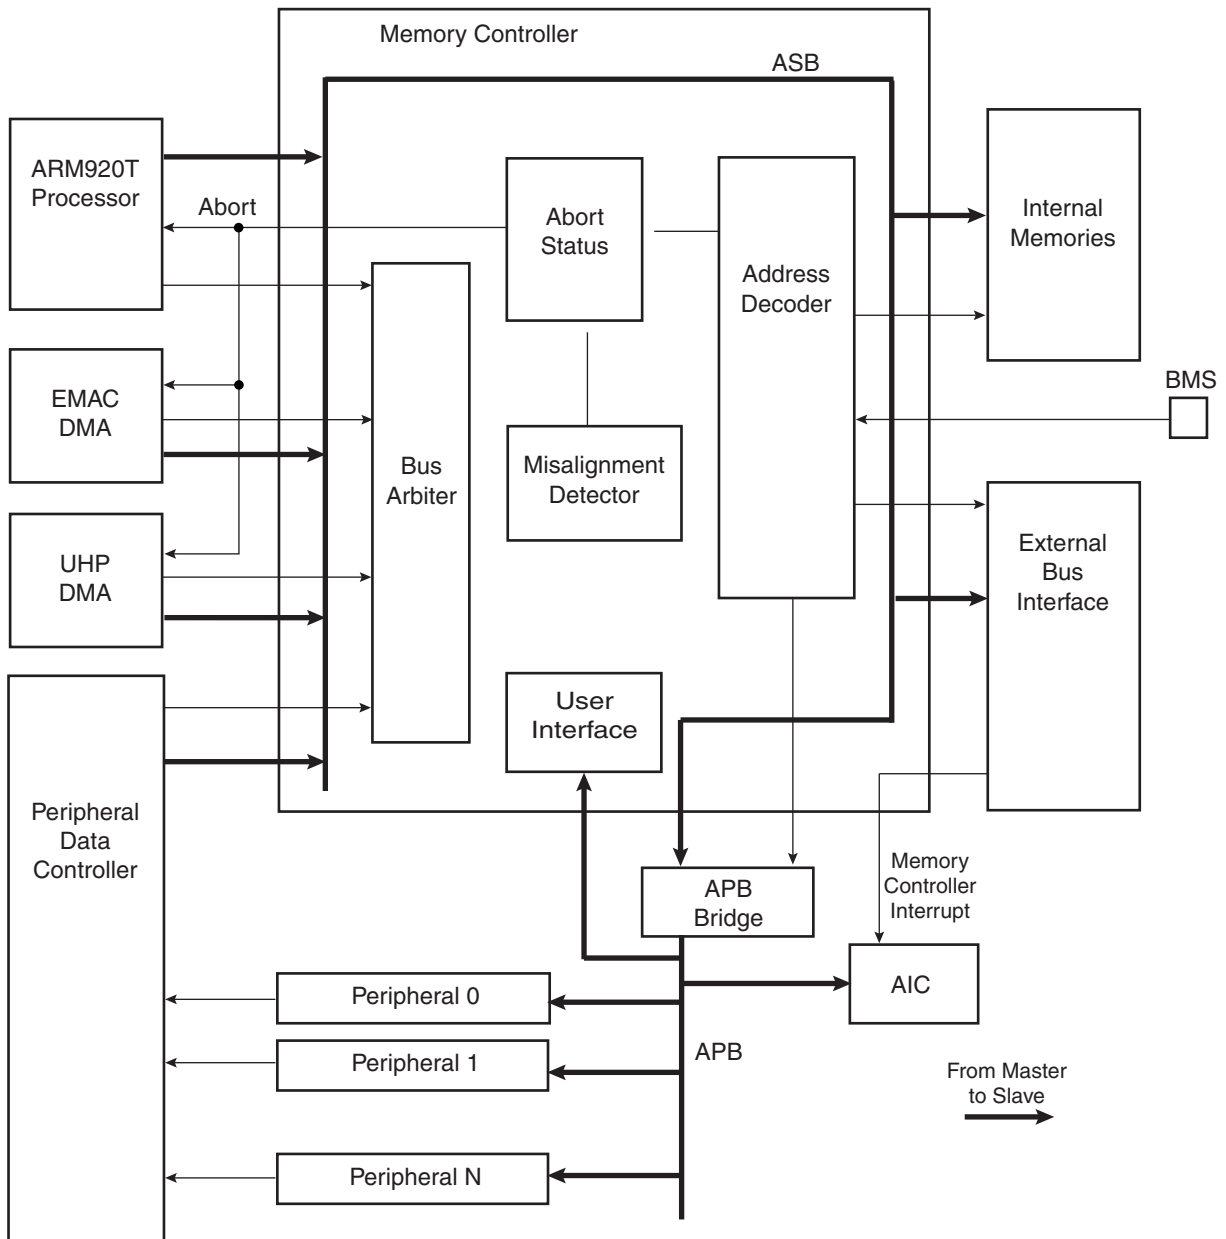 Memory Controller
ASB
ARM920T
Processor
Abort
Abort
Status
Address
Decoder
Internal
Memories
BMS
EMAC
DMA
Bus
Arbiter
Misalignment
Detector
UHP
DMA
External
Bus
Interface
User
Interface
Peripheral
Data
Controller
APB
Bridge
Memory
Controller
Interrupt
AIC
Peripheral 0
Peripheral 1
APB
Peripheral N
From Master
to Slave